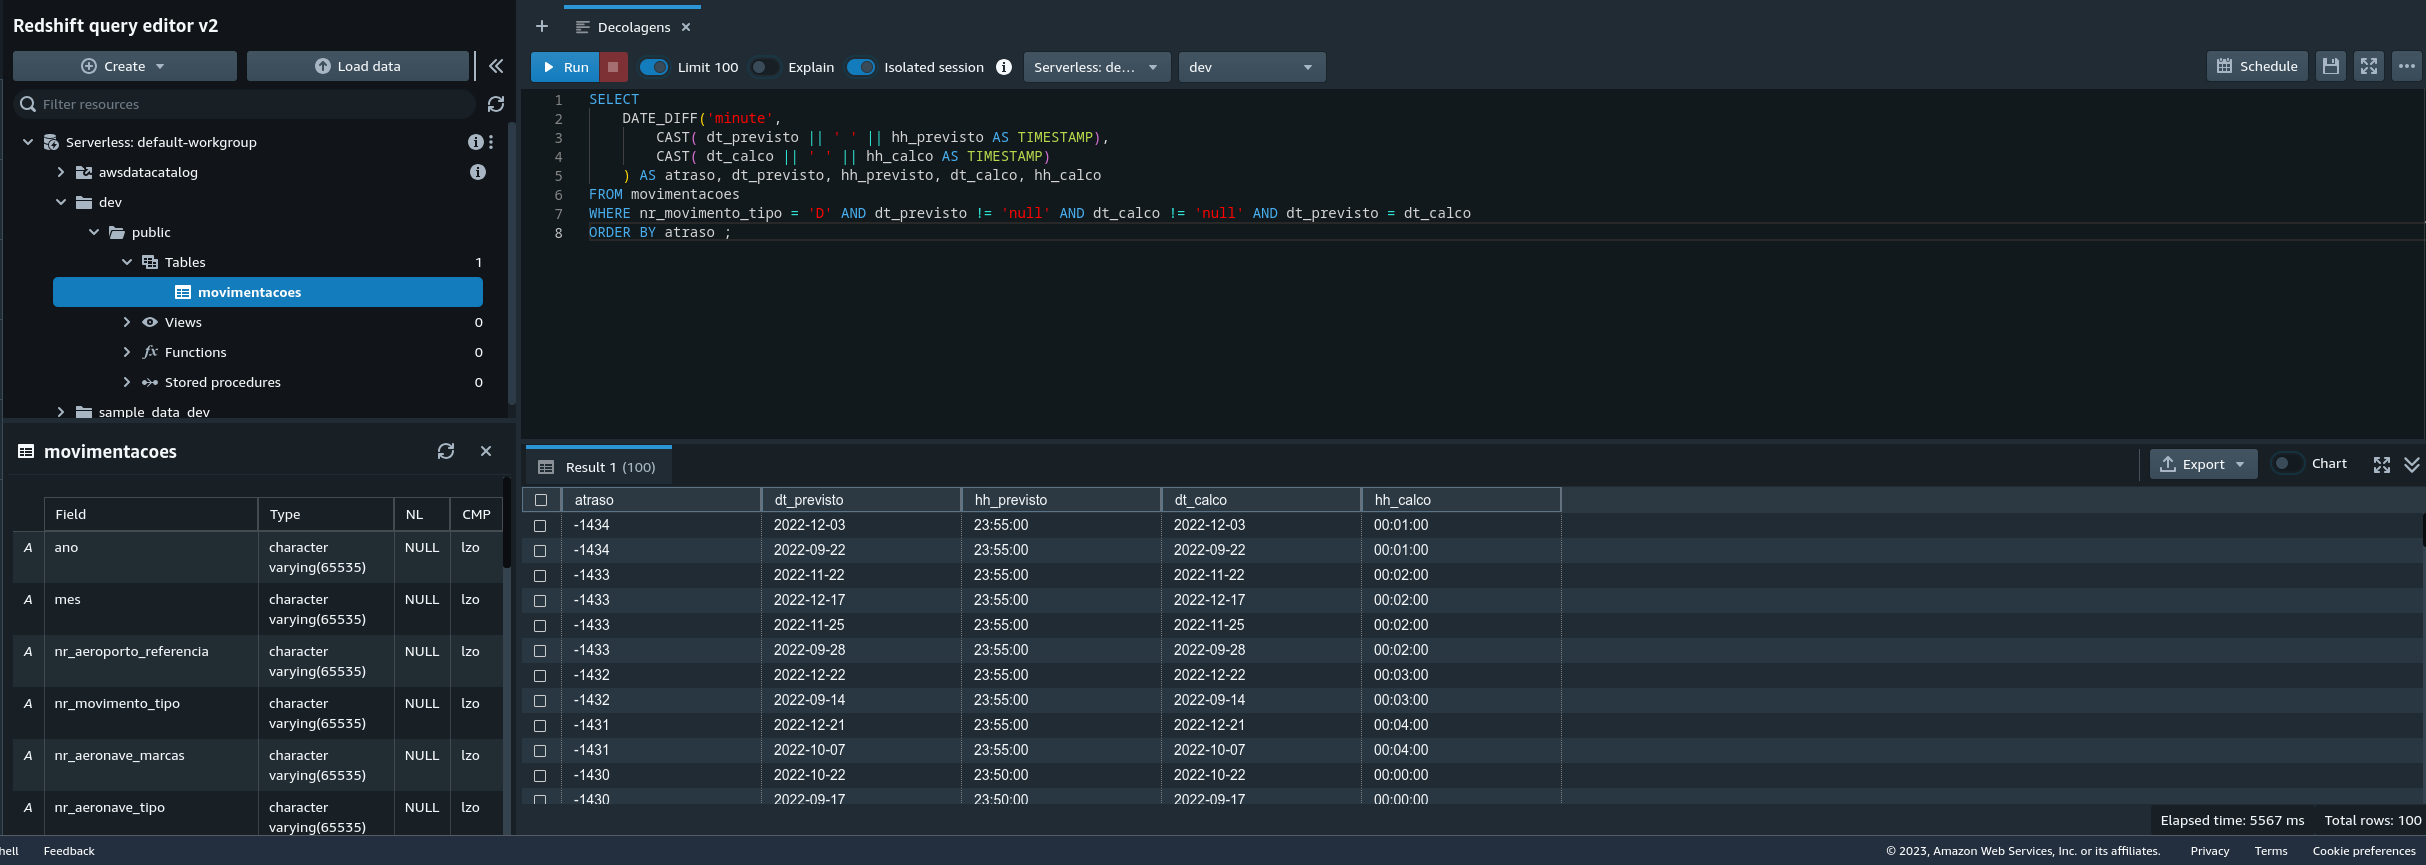 Redshift query editor v2
Create
Load data
Filter resources
Serverless: default-workgroup
awsdatacatalog
dev
public
Tables 1
movimentacoes
Views 0
Functions 0
Stored procedures 0
sample_data_dev
movimentacoes
Field Type NL CMP
A ano character varying(65535) NULL lzo
A mes character varying(65535) NULL lzo
A nr_aeroporto_referencia character varying(65535) NULL lzo
A nr_movimento_tipo character varying(65535) NULL lzo
A nr_aeronave_marcas character varying(65535) NULL lzo
A nr_aeronave_tipo character varying(65535) NULL lzo
Decolagens
Run Limit 100 Explain Isolated session Serverless: de... dev Schedule
1 SELECT
2 DATE_DIFF('minute',
3 CAST( dt_previsto || ' ' || hh_previsto AS TIMESTAMP),
4 CAST( dt_calco || ' ' || hh_calco AS TIMESTAMP)
5 ) AS atraso, dt_previsto, hh_previsto, dt_calco, hh_calco
6 FROM movimentacoes
7 WHERE nr_movimento_tipo = 'D' AND dt_previsto != 'null' AND dt_calco != 'null' AND dt_previsto = dt_calco
8 ORDER BY atraso ;
Result 1 (100) Export Chart
atraso dt_previsto hh_previsto dt_calco hh_calco
-1434 2022-12-03 23:55:00 2022-12-03 00:01:00
-1434 2022-09-22 23:55:00 2022-09-22 00:01:00
-1433 2022-11-22 23:55:00 2022-11-22 00:02:00
-1433 2022-12-17 23:55:00 2022-12-17 00:02:00
-1433 2022-11-25 23:55:00 2022-11-25 00:02:00
-1433 2022-09-28 23:55:00 2022-09-28 00:02:00
-1432 2022-12-22 23:55:00 2022-12-22 00:03:00
-1432 2022-09-14 23:55:00 2022-09-14 00:03:00
-1431 2022-12-21 23:55:00 2022-12-21 00:04:00
-1431 2022-10-07 23:55:00 2022-10-07 00:04:00
-1430 2022-10-22 23:50:00 2022-10-22 00:00:00
-1430 2022-09-17 23:50:00 2022-09-17 00:00:00
Elapsed time: 5567 ms Total rows: 100
hell Feedback © 2023, Amazon Web Services, Inc. or its affiliates. Privacy Terms Cookie preferences